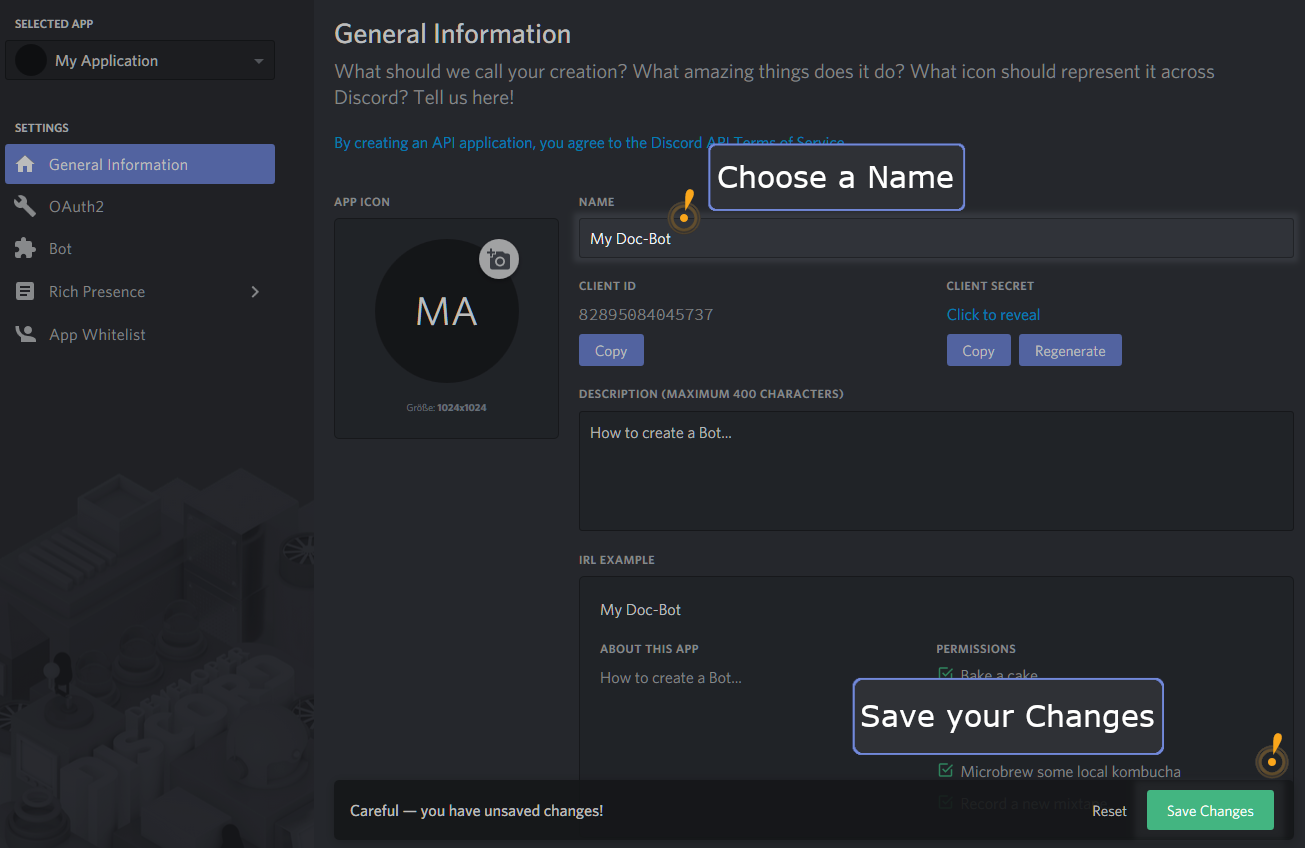 SELECTED APP
My Application
SETTINGS
General Information
OAuth2
Bot
Rich Presence
App Whitelist
General Information
What should we call your creation? What amazing things does it do? What icon should represent it across
Discord? Tell us here!
By creating an API application, you agree to the Discord API Terms of Service
Choose a Name
APP ICON
MA
Größe: 1024x1024
NAME
My Doc-Bot
CLIENT ID
82895084045737
Copy
CLIENT SECRET
Click to reveal
Copy
Regenerate
DESCRIPTION (MAXIMUM 400 CHARACTERS)
How to create a Bot...
IRL EXAMPLE
My Doc-Bot
ABOUT THIS APP
How to create a Bot...
PERMISSIONS
Bake a cake
Save your Changes
Microbrew some local kombucha
Record a new
Careful — you have unsaved changes!
Reset
Save Changes